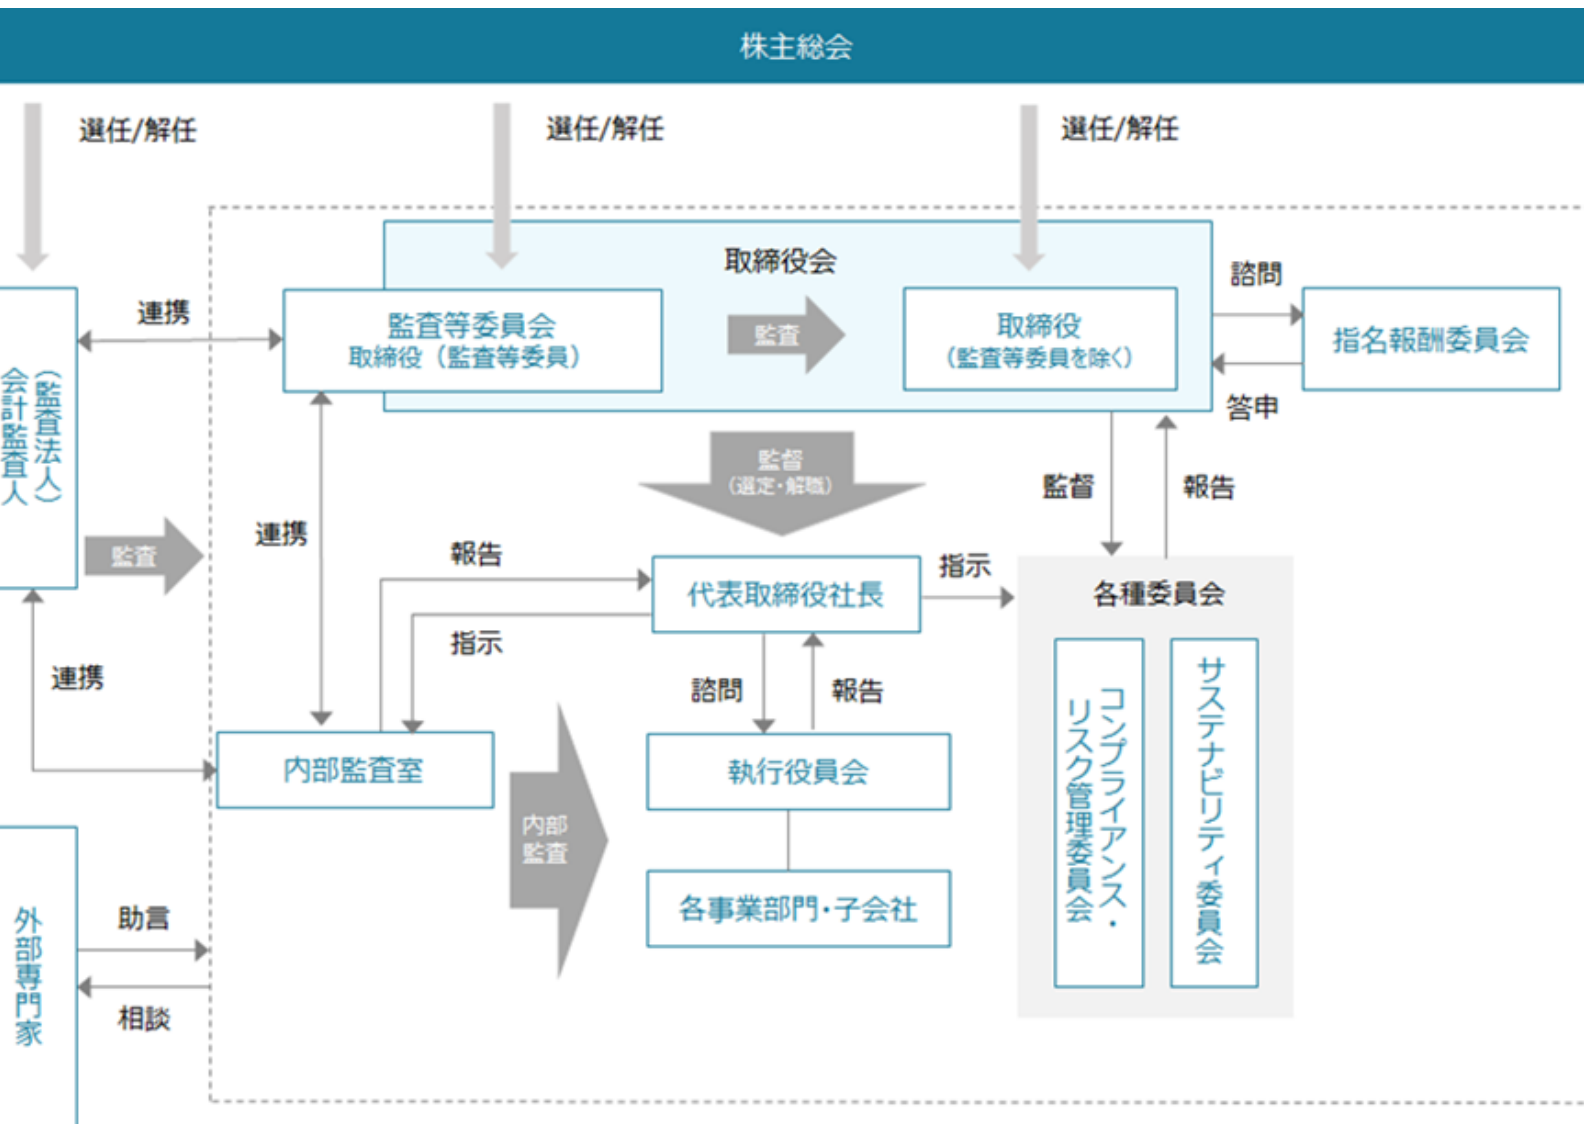 株主総会
選任/解任
選任/解任
選任/解任
取締役会
諮問
連携
監査等委員会
取締役（監査等委員）
監査
取締役
（監査等委員を除く）
指名報酬委員会
答申
会計監査人
（監査法人）
監査
連携
監督
（選定・解職）
監督
報告
報告
代表取締役社長
指示
各種委員会
指示
連携
諮問
報告
内部監査室
執行役員会
内部
監査
各事業部門・子会社
コンプライアンス・
リスク管理委員会
サステナビリティ委員会
外部専門家
助言
相談